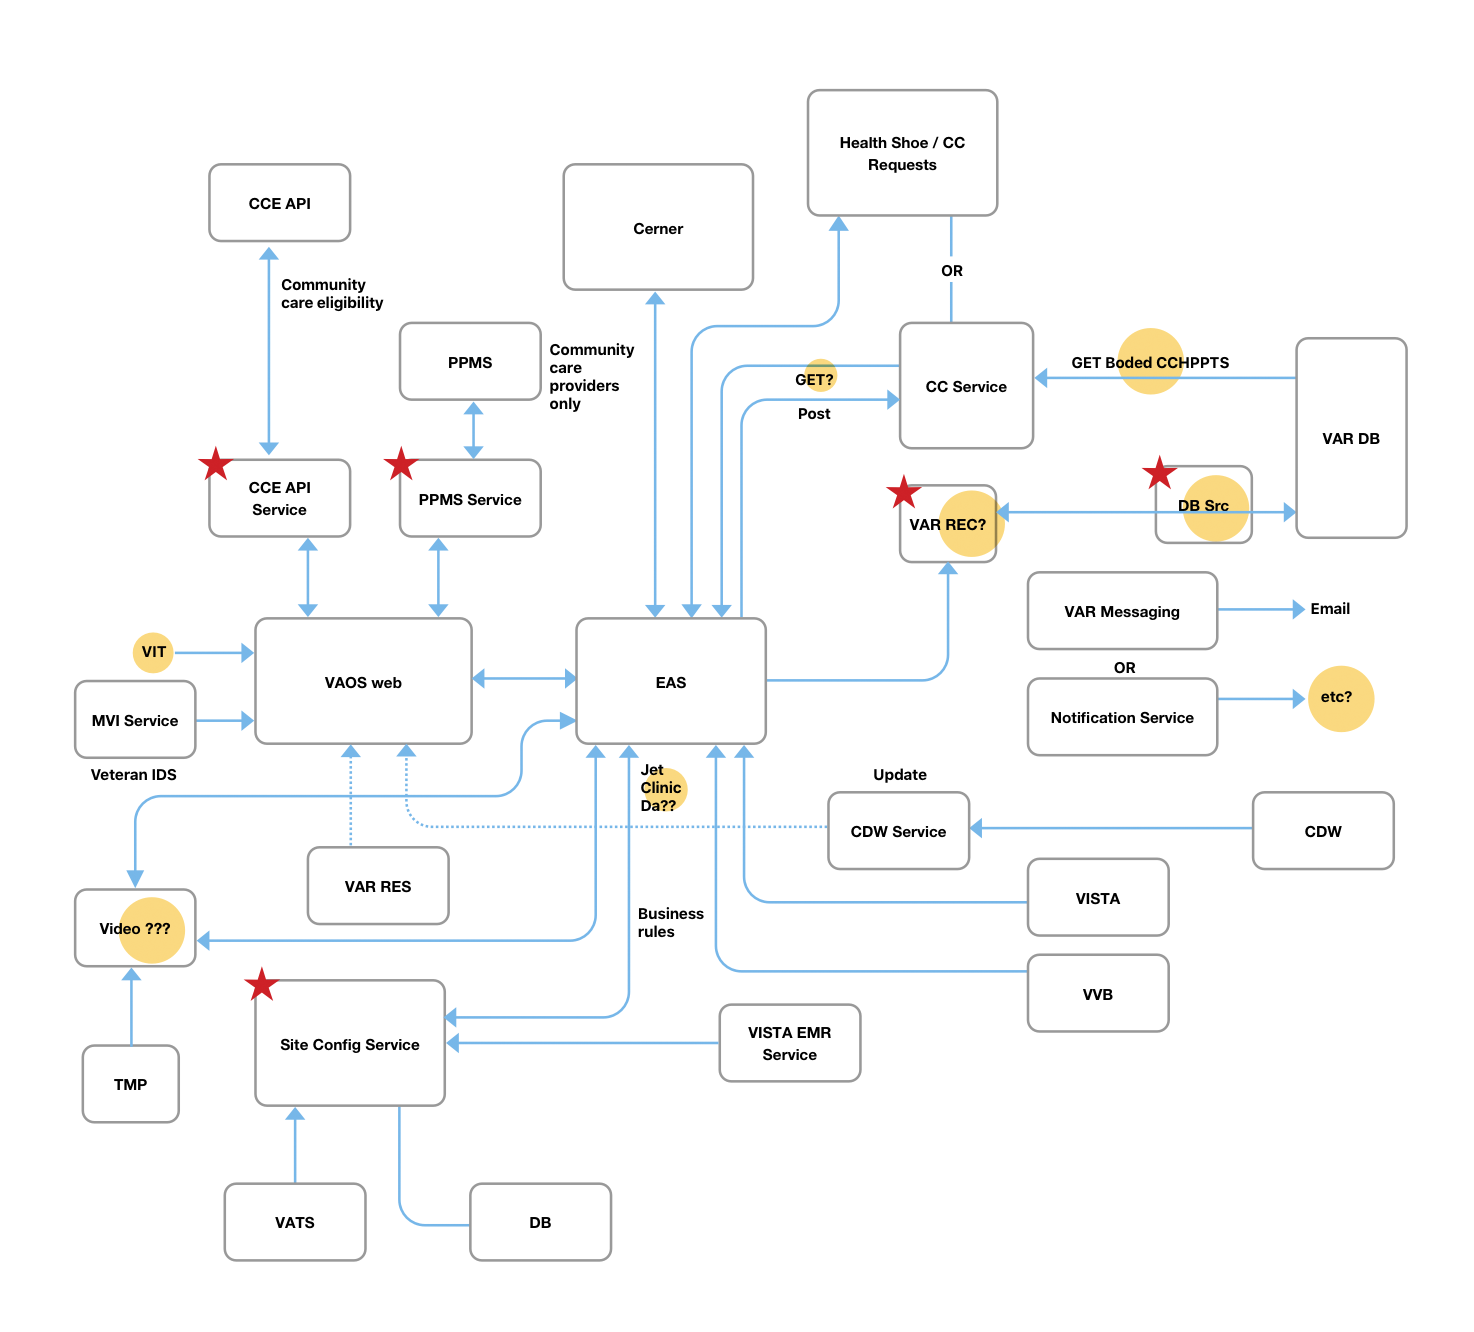 Health Shoe / CC
Requests
CCE API
Cerner
OR
Community
care eligibility
PPMS
Community
care
providers
only
GET?
Post
CC Service
GET Boded CCHPPTS
VAR DB
CCE API
Service
PPMS Service
VAR REC?
DB Src
VAR Messaging
Email
VIT
VAOS web
EAS
OR
MVI Service
Notification Service
etc?
Veteran IDS
Jet
Clinic
Da??
Update
CDW Service
CDW
VAR RES
VISTA
Video ???
Business
rules
VVB
Site Config Service
VISTA EMR
Service
TMP
VATS
DB